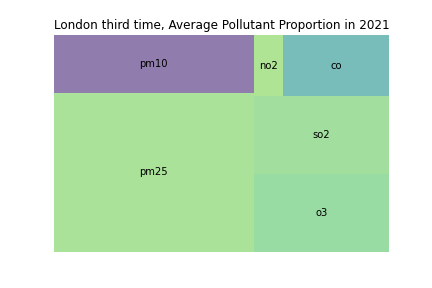 London third time, Average Pollutant Proportion in 2021
pm10
no2
co
so2
pm25
o3